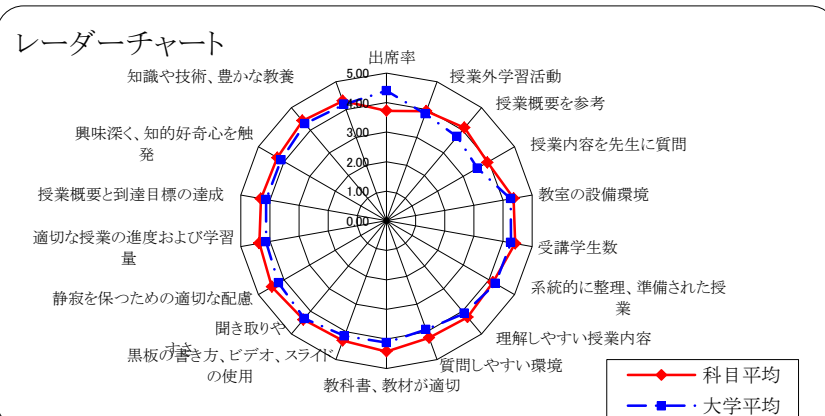 レーダーチャート
出席率
授業外学習活動
授業概要を参考
授業内容を先生に質問
教室の設備環境
受講学生数
系統的に整理、準備された授
業
理解しやすい授業内容
質問しやすい環境
教科書、教材が適切
黒板の書き方、ビデオ、スライド
の使用
聞き取りや
すさ
静寂を保つための適切な配慮
適切な授業の進度および学習
量
授業概要と到達目標の達成
興味深く、知的好奇心を触
発
知識や技術、豊かな教養
5.00
4.00
3.00
2.00
1.00
0.00
科目平均
大学平均